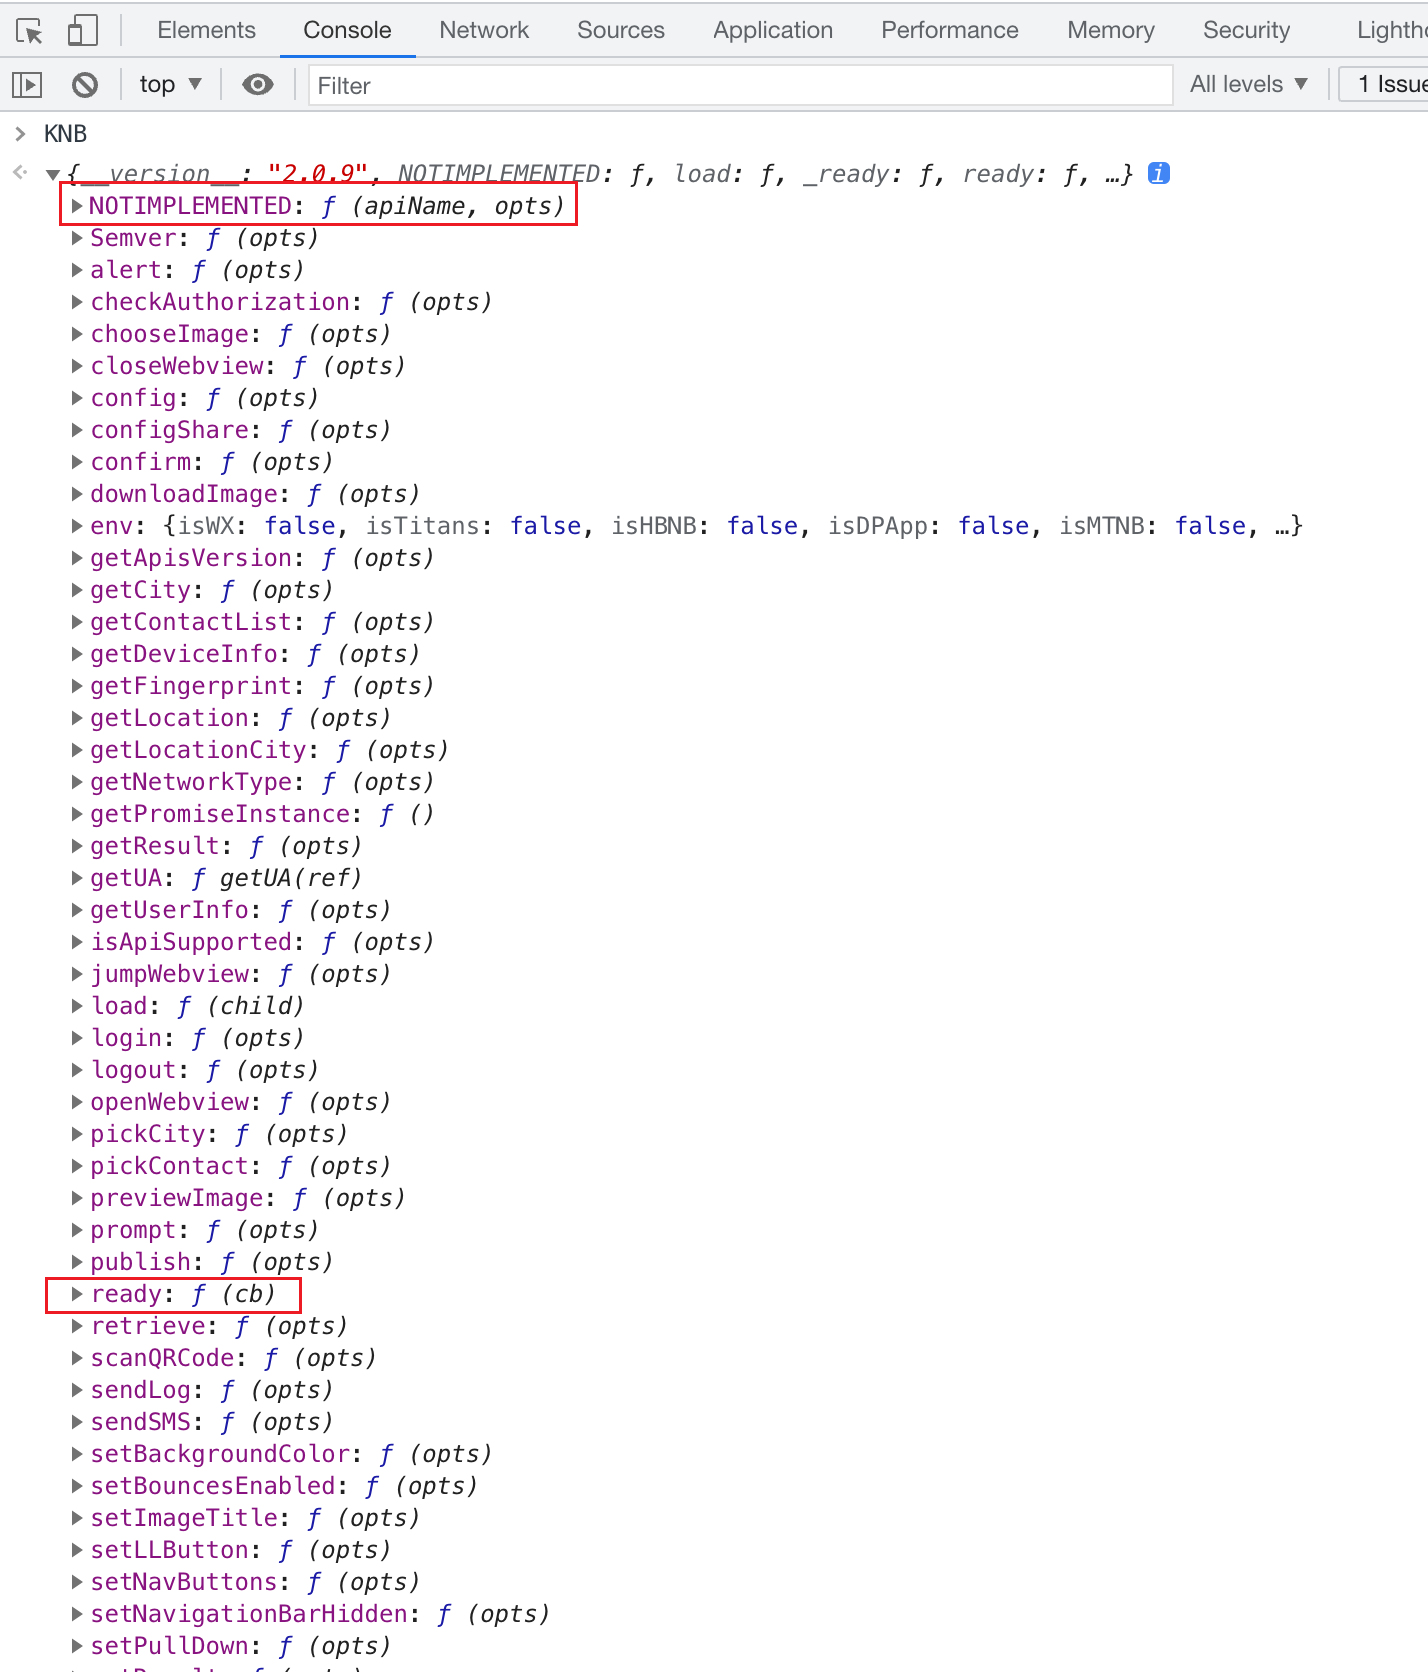 Elements Console Network Sources Application Performance Memory Security
top ▼ Filter All levels ▼
> KNB
{__version__: "2.0.9", NOTIMPLEMENTED: ƒ, load: ƒ, _ready: ƒ, ready: ƒ, …} i
NOTIMPLEMENTED: ƒ (apiName, opts)
Semver: ƒ (opts)
alert: ƒ (opts)
checkAuthorization: ƒ (opts)
chooseImage: ƒ (opts)
closeWebview: ƒ (opts)
config: ƒ (opts)
configShare: ƒ (opts)
confirm: ƒ (opts)
downloadImage: ƒ (opts)
env: {isWX: false, isTitans: false, isHBNB: false, isDPApp: false, isMTNB: false, …}
getApisVersion: ƒ (opts)
getCity: ƒ (opts)
getContactList: ƒ (opts)
getDeviceInfo: ƒ (opts)
getFingerprint: ƒ (opts)
getLocation: ƒ (opts)
getLocationCity: ƒ (opts)
getNetworkType: ƒ (opts)
getPromiseInstance: ƒ ()
getResult: ƒ (opts)
getUA: ƒ getUA(ref)
getUserInfo: ƒ (opts)
isApiSupported: ƒ (opts)
jumpWebview: ƒ (opts)
load: ƒ (child)
login: ƒ (opts)
logout: ƒ (opts)
openWebview: ƒ (opts)
pickCity: ƒ (opts)
pickContact: ƒ (opts)
previewImage: ƒ (opts)
prompt: ƒ (opts)
publish: ƒ (opts)
ready: ƒ (cb)
retrieve: ƒ (opts)
scanQRCode: ƒ (opts)
sendLog: ƒ (opts)
sendSMS: ƒ (opts)
setBackgroundColor: ƒ (opts)
setBouncesEnabled: ƒ (opts)
setImageTitle: ƒ (opts)
setLLButton: ƒ (opts)
setNavButtons: ƒ (opts)
setNavigationBarHidden: ƒ (opts)
setPullDown: ƒ (opts)